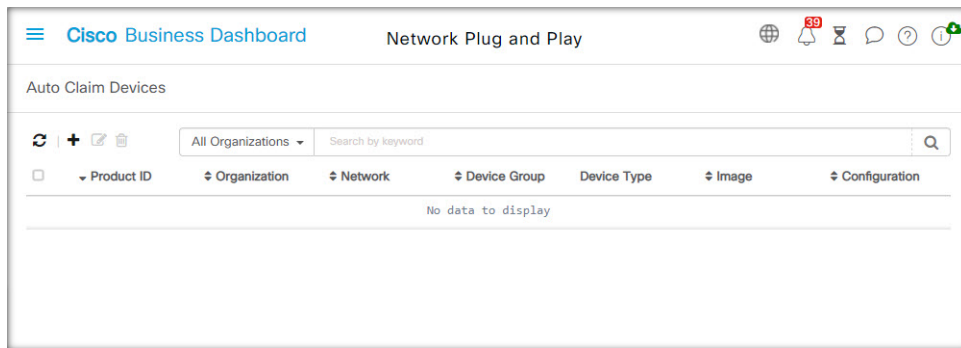 Cisco Business Dashboard Network Plug and Play 39
Auto Claim Devices
All Organizations Search by keyword
Product ID Organization Network Device Group Device Type Image Configuration
No data to display